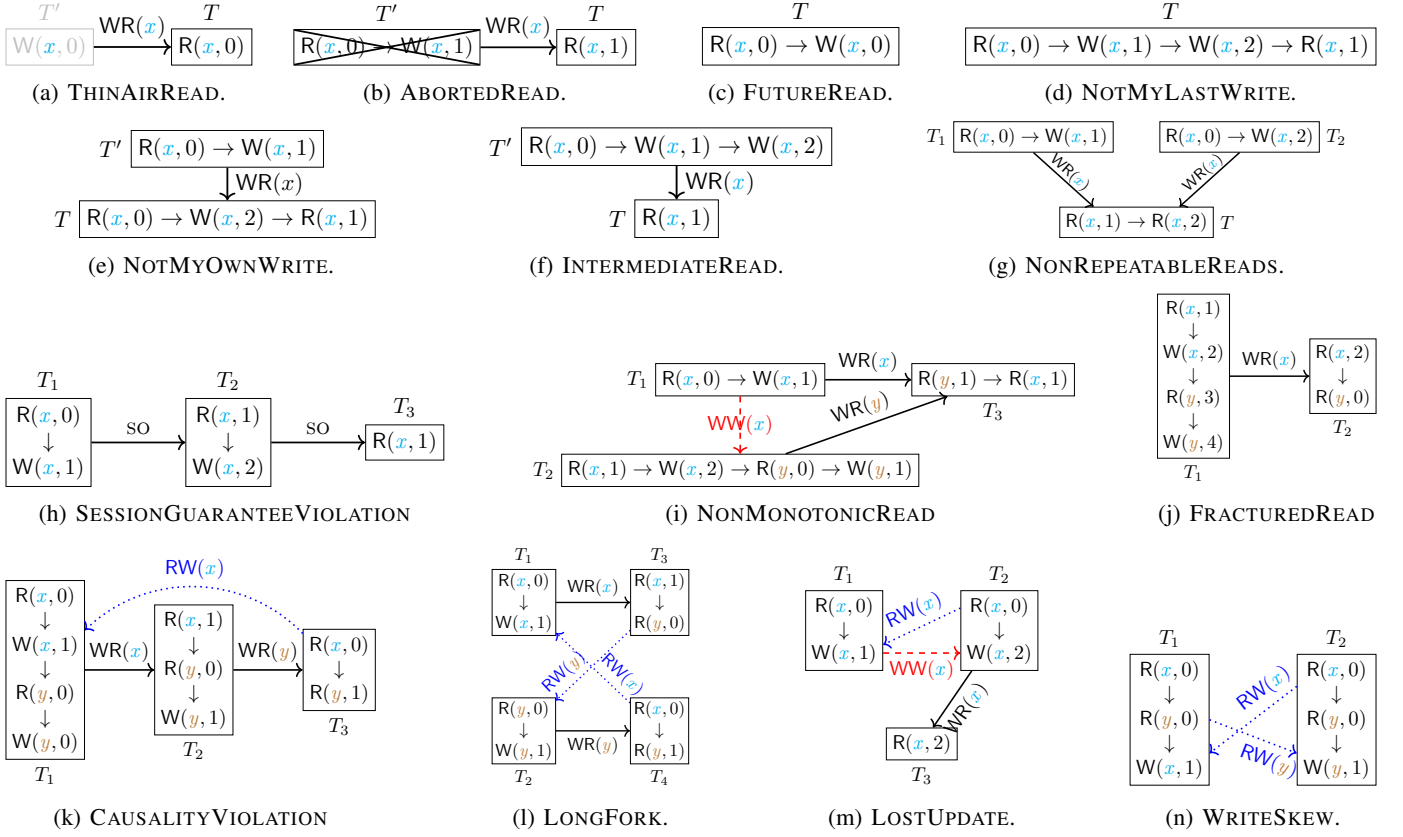 T′ T
W(x, 0) WR(x) R(x, 0)
(a) THINAIRREAD.
T′ T
R(x, 0) → W(x, 1) WR(x) R(x, 1)
(b) ABORTEDREAD.
T
R(x, 0) → W(x, 0)
(c) FUTUREREAD.
T
R(x, 0) → W(x, 1) → W(x, 2) → R(x, 1)
(d) NOTMYLASTWRITE.
T′ R(x, 0) → W(x, 1)
WR(x)
T R(x, 0) → W(x, 2) → R(x, 1)
(e) NOTMYOWNWRITE.
T′ R(x, 0) → W(x, 1) → W(x, 2)
WR(x)
T R(x, 1)
(f) INTERMEDIATEREAD.
T₁ R(x, 0) → W(x, 1) R(x, 0) → W(x, 2) T₂
WR(x) WR(x)
R(x, 1) → R(x, 2) T
(g) NONREPEATABLEREADS.
T₁
R(x, 0)
↓
W(x, 1)
SO
T₂
R(x, 1)
↓
W(x, 2)
SO
T₃
R(x, 1)
(h) SESSIONGUARANTEEVIOLATION
T₁ R(x, 0) → W(x, 1) WR(x) R(y, 1) → R(x, 1)
T₃
WW(x) WR(y)
T₂ R(x, 1) → W(x, 2) → R(y, 0) → W(y, 1)
(i) NONMONOTONICREAD
R(x, 1)
↓
W(x, 2)
↓
R(y, 3)
↓
W(y, 4)
T₁
WR(x)
R(x, 2)
↓
R(y, 0)
T₂
(j) FRACTUREDREAD
RW(x)
R(x, 0)
↓
W(x, 1)
↓
R(y, 0)
↓
W(y, 0)
T₁
WR(x)
R(x, 1)
↓
R(y, 0)
↓
W(y, 1)
T₂
WR(y)
R(x, 0)
↓
R(y, 1)
T₃
(k) CAUSALITYVIOLATION
T₁
R(x, 0)
↓
W(x, 1)
WR(x)
T₃
R(x, 1)
↓
R(y, 0)
RW(y) RW(x)
R(y, 0)
↓
W(y, 1)
T₂
WR(y)
R(x, 0)
↓
R(y, 1)
T₄
(l) LONGFORK.
T₁
R(x, 0)
↓
W(x, 1)
RW(x)
WW(x)
T₂
R(x, 0)
↓
W(x, 2)
WR(x)
R(x, 2)
T₃
(m) LOSTUPDATE.
T₁
R(x, 0)
↓
R(y, 0)
↓
W(x, 1)
RW(x)
RW(y)
T₂
R(x, 0)
↓
R(y, 0)
↓
W(y, 1)
(n) WRITESKEW.